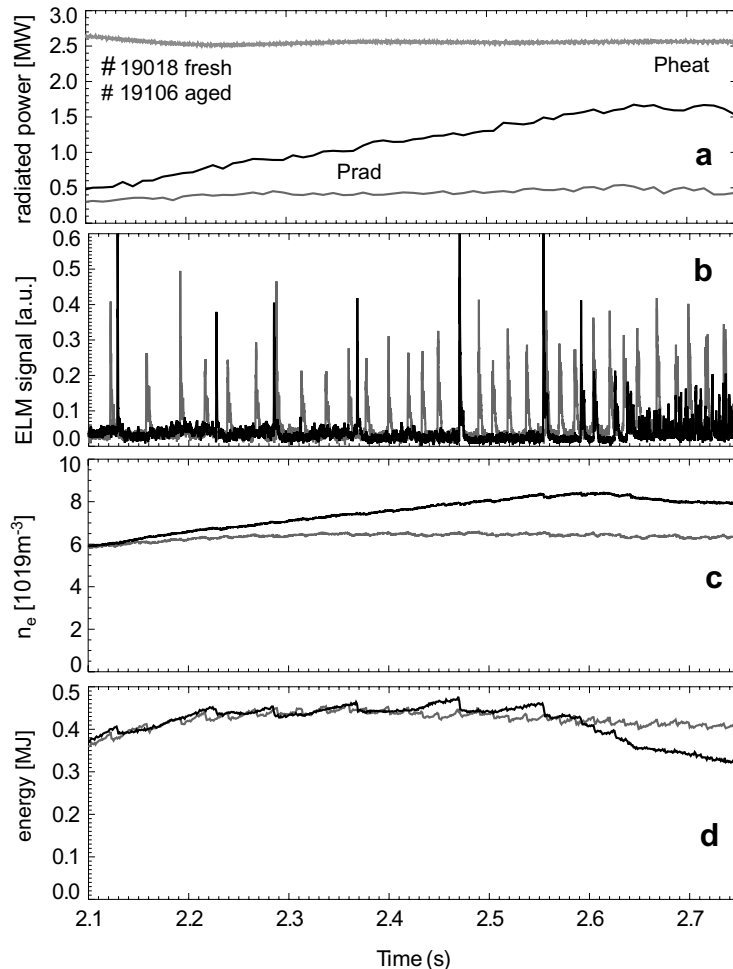 3.0
2.5
2.0
1.5
1.0
0.5
0.0
radiated power [MW]
# 19018 fresh
# 19106 aged
Pheat
Prad
a
0.6
0.5
0.4
0.3
0.2
0.1
0.0
ELM signal [a.u.]
b
10
8
6
4
2
0
n_e [1019m-3]
c
0.5
0.4
0.3
0.2
0.1
0.0
energy [MJ]
d
2.1 2.2 2.3 2.4 2.5 2.6 2.7
Time (s)